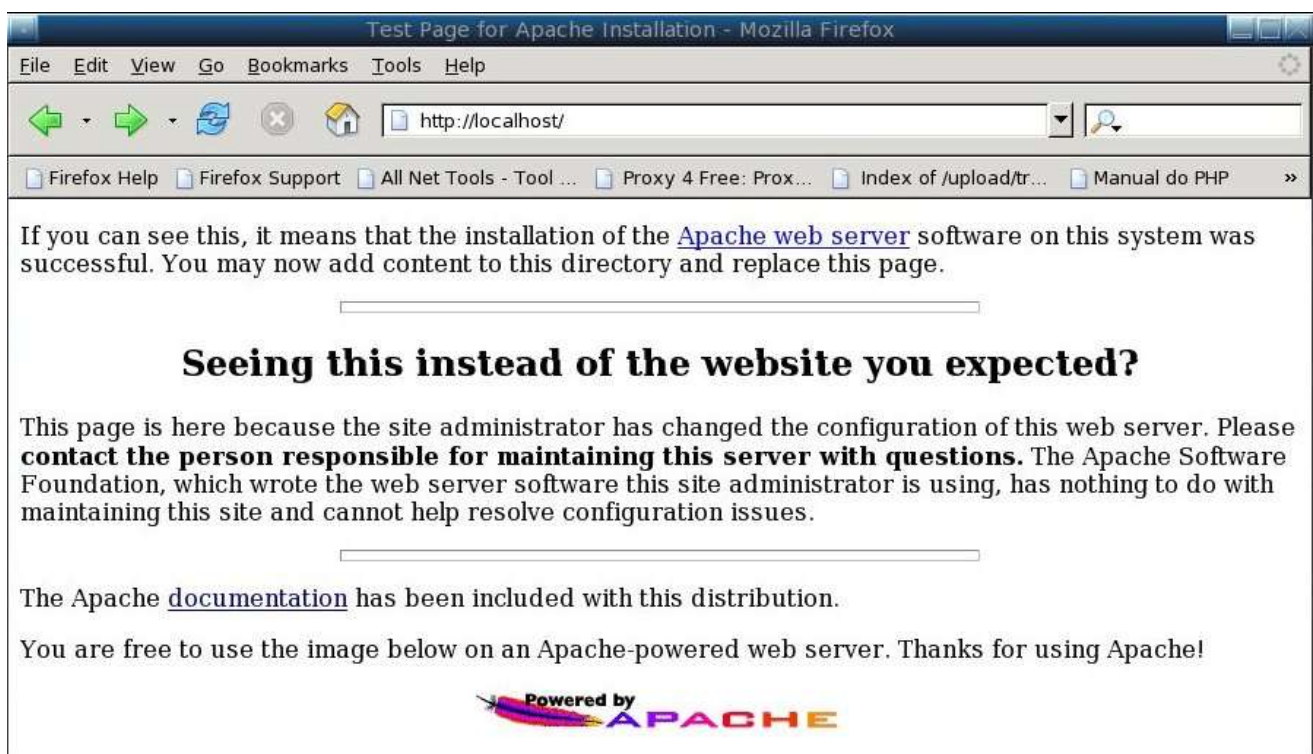 Test Page for Apache Installation - Mozilla Firefox
File Edit View Go Bookmarks Tools Help
http://localhost/
Firefox Help Firefox Support All Net Tools - Tool ... Proxy 4 Free: Prox... Index of /upload/tr... Manual do PHP »
If you can see this, it means that the installation of the Apache web server software on this system was
successful. You may now add content to this directory and replace this page.
Seeing this instead of the website you expected?
This page is here because the site administrator has changed the configuration of this web server. Please
contact the person responsible for maintaining this server with questions. The Apache Software
Foundation, which wrote the web server software this site administrator is using, has nothing to do with
maintaining this site and cannot help resolve configuration issues.
The Apache documentation has been included with this distribution.
You are free to use the image below on an Apache-powered web server. Thanks for using Apache!
Powered by
APACHE